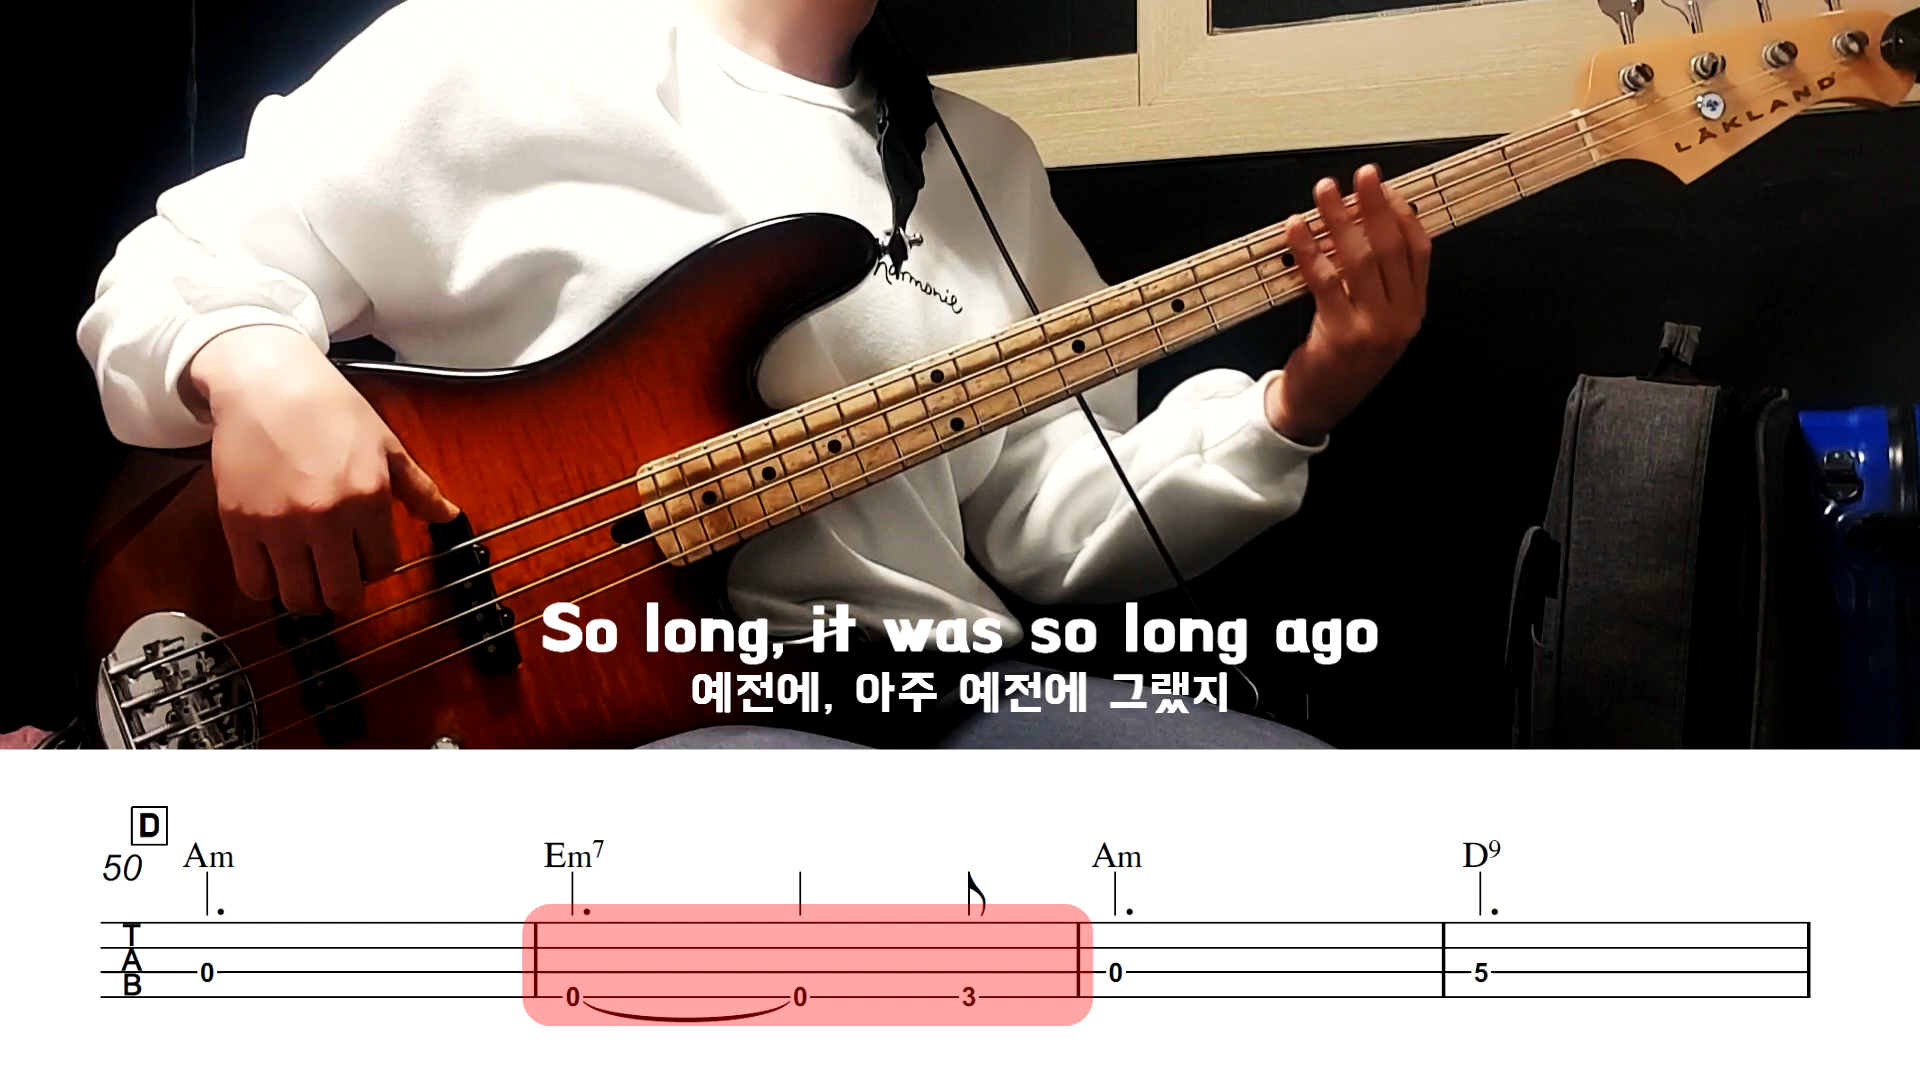 LAKLAND
harmonie
So long, it was so long ago
예전에, 아주 예전에 그랬지
D
50 Am Em7 Am D9
T
A
B
0 0 0 3 0 5